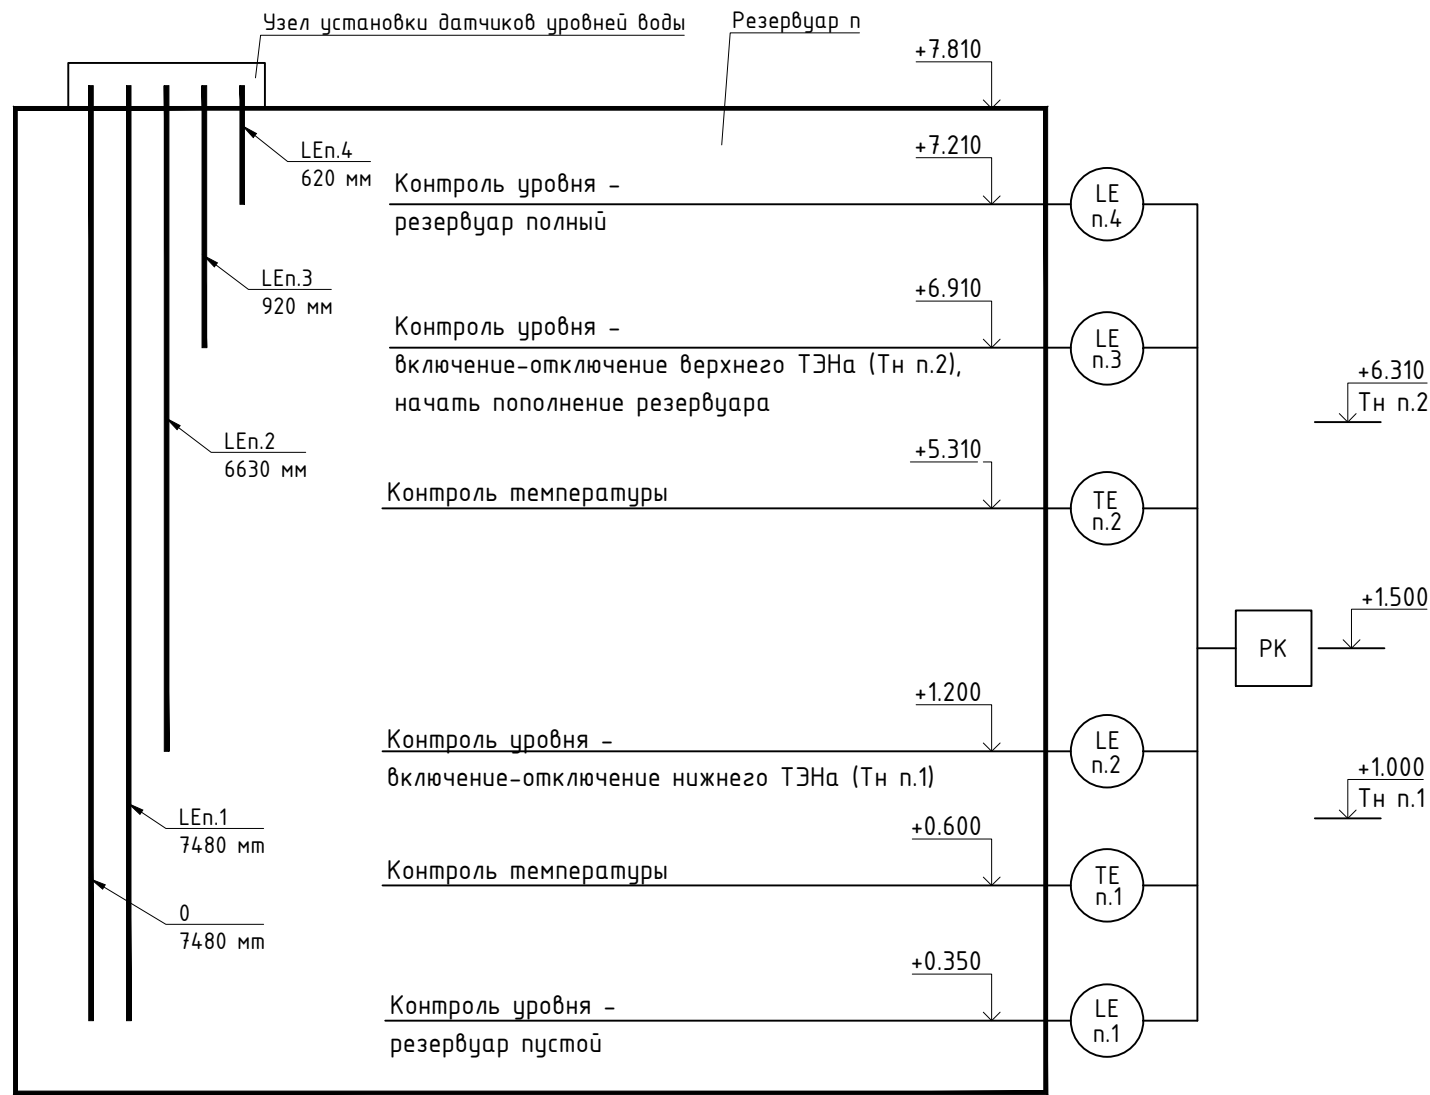 Узел установки датчиков уровней воды
Резервуар п
+7.810
LEп.4
620 мм
+7.210
Контроль уровня –
резервуар полный
LE
п.4
LEп.3
920 мм
+6.910
Контроль уровня –
включение-отключение верхнего ТЭНа (Тн п.2),
начать пополнение резервуара
LE
п.3
+6.310
Тн п.2
LEп.2
6630 мм
+5.310
Контроль температуры
TE
п.2
+1.500
РК
+1.200
Контроль уровня –
включение-отключение нижнего ТЭНа (Тн п.1)
LE
п.2
+1.000
Тн п.1
LEп.1
7480 мm
+0.600
Контроль температуры
TE
п.1
0
7480 мm
+0.350
Контроль уровня –
резервуар пустой
LE
п.1